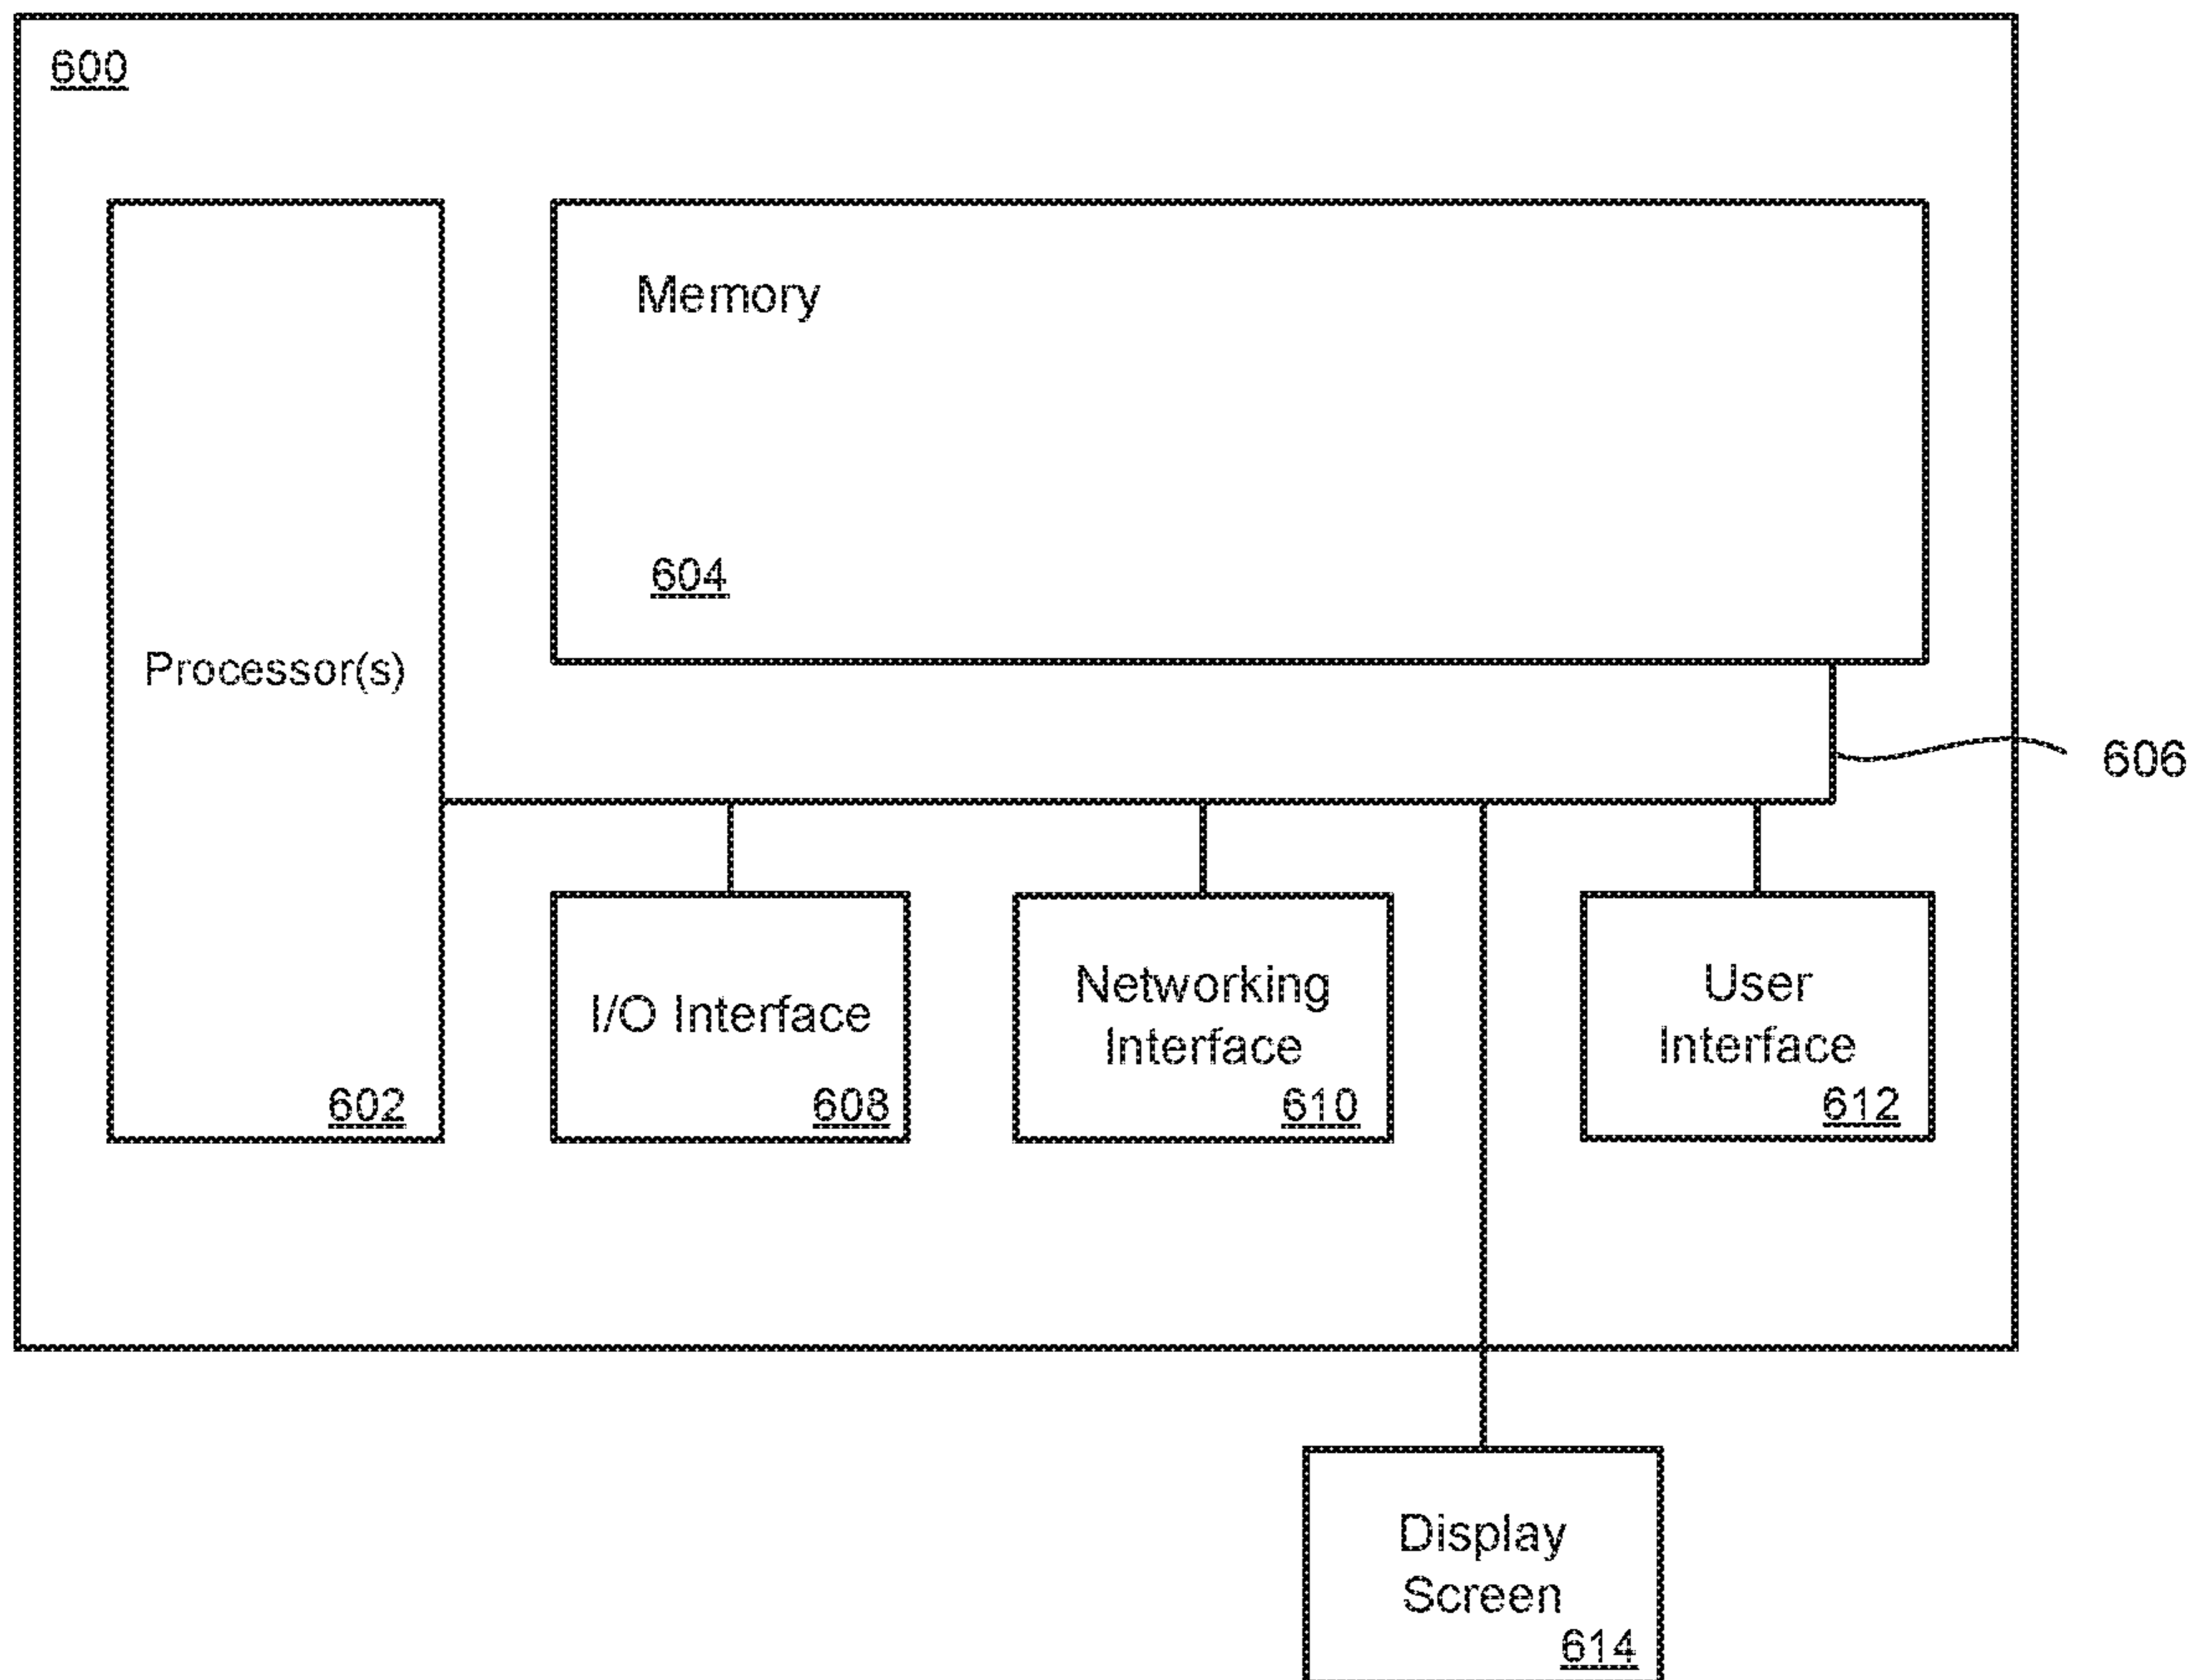 600
Memory
604
Processor(s)
602
606
I/O Interface
608
Networking
Interface
610
User
Interface
612
Display
Screen
614